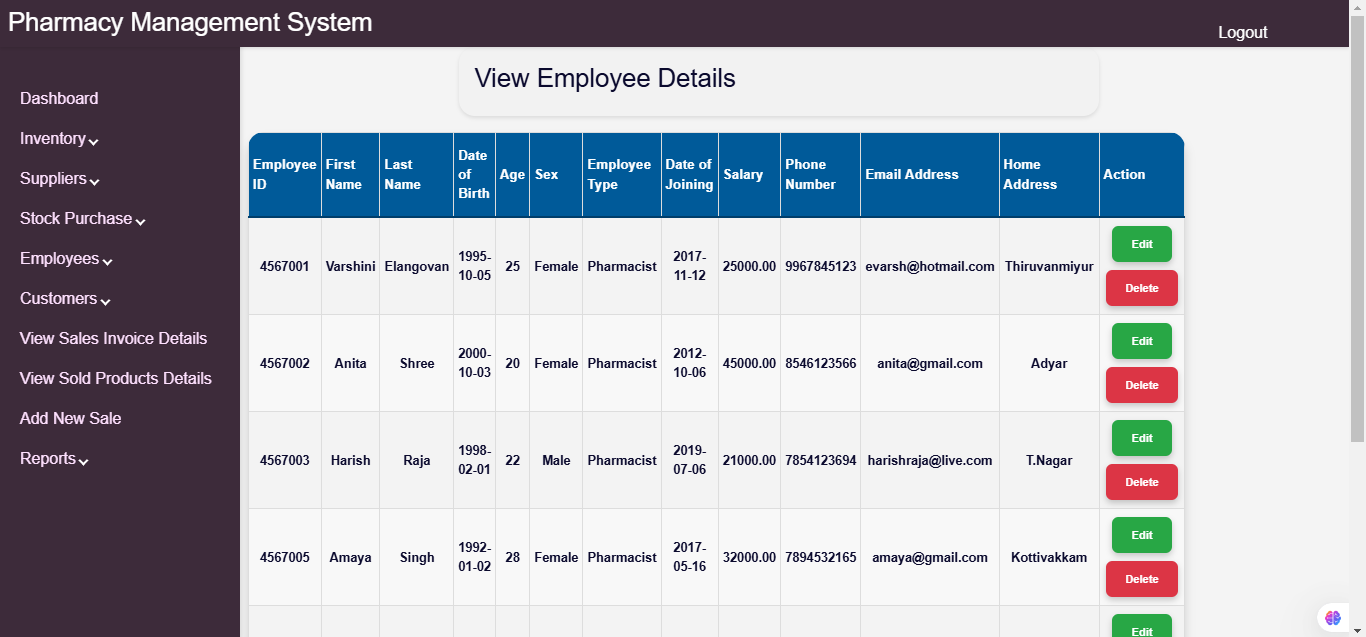 Pharmacy Management System
Logout
Dashboard
Inventory
Suppliers
Stock Purchase
Employees
Customers
View Sales Invoice Details
View Sold Products Details
Add New Sale
Reports
View Employee Details
Employee ID First Name Last Name Date of Birth Age Sex Employee Type Date of Joining Salary Phone Number Email Address Home Address Action
4567001 Varshini Elangovan 1995-10-05 25 Female Pharmacist 2017-11-12 25000.00 9967845123 evarsh@hotmail.com Thiruvanmiyur Edit Delete
4567002 Anita Shree 2000-10-03 20 Female Pharmacist 2012-10-06 45000.00 8546123566 anita@gmail.com Adyar Edit Delete
4567003 Harish Raja 1998-02-01 22 Male Pharmacist 2019-07-06 21000.00 7854123694 harishraja@live.com T.Nagar Edit Delete
4567005 Amaya Singh 1992-01-02 28 Female Pharmacist 2017-05-16 32000.00 7894532165 amaya@gmail.com Kottivakkam Edit Delete
Edit